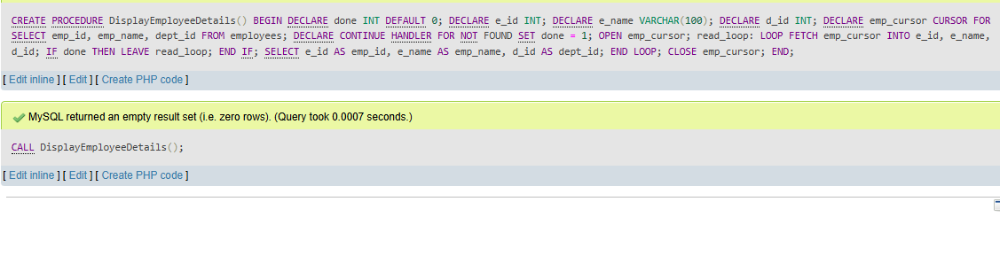 CREATE PROCEDURE DisplayEmployeeDetails() BEGIN DECLARE done INT DEFAULT 0; DECLARE e_id INT; DECLARE e_name VARCHAR(100); DECLARE d_id INT; DECLARE emp_cursor CURSOR FOR
SELECT emp_id, emp_name, dept_id FROM employees; DECLARE CONTINUE HANDLER FOR NOT FOUND SET done = 1; OPEN emp_cursor; read_loop: LOOP FETCH emp_cursor INTO e_id, e_name,
d_id; IF done THEN LEAVE read_loop; END IF; SELECT e_id AS emp_id, e_name AS emp_name, d_id AS dept_id; END LOOP; CLOSE emp_cursor; END;
[ Edit inline ] [ Edit ] [ Create PHP code ]
MySQL returned an empty result set (i.e. zero rows). (Query took 0.0007 seconds.)
CALL DisplayEmployeeDetails();
[ Edit inline ] [ Edit ] [ Create PHP code ]